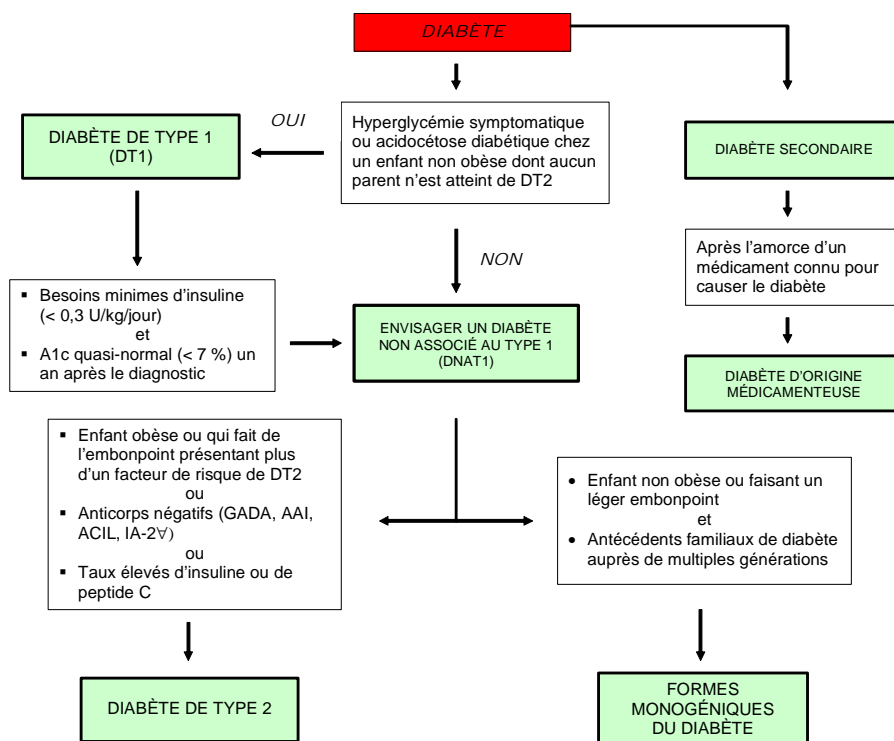 DIABÈTE
OUI
DIABÈTE DE TYPE 1
(DT1)
Hyperglycémie symptomatique
ou acidocétose diabétique chez
un enfant non obèse dont aucun
parent n’est atteint de DT2
DIABÈTE SECONDAIRE
NON
Après l’amorce d’un
médicament connu pour
causer le diabète
▪ Besoins minimes d’insuline
(< 0,3 U/kg/jour)
et
▪ A1c quasi-normal (< 7 %) un
an après le diagnostic
ENVISAGER UN DIABÈTE
NON ASSOCIÉ AU TYPE 1
(DNAT1)
DIABÈTE D’ORIGINE
MÉDICAMENTEUSE
▪ Enfant obèse ou qui fait de
l’embonpoint présentant plus
d’un facteur de risque de DT2
ou
▪ Anticorps négatifs (GADA, AAI,
ACIL, IA-2∀)
ou
▪ Taux élevés d’insuline ou de
peptide C
• Enfant non obèse ou faisant un
léger embonpoint
et
• Antécédents familiaux de diabète
auprès de multiples générations
DIABÈTE DE TYPE 2
FORMES
MONOGÉNIQUES
DU DIABÈTE